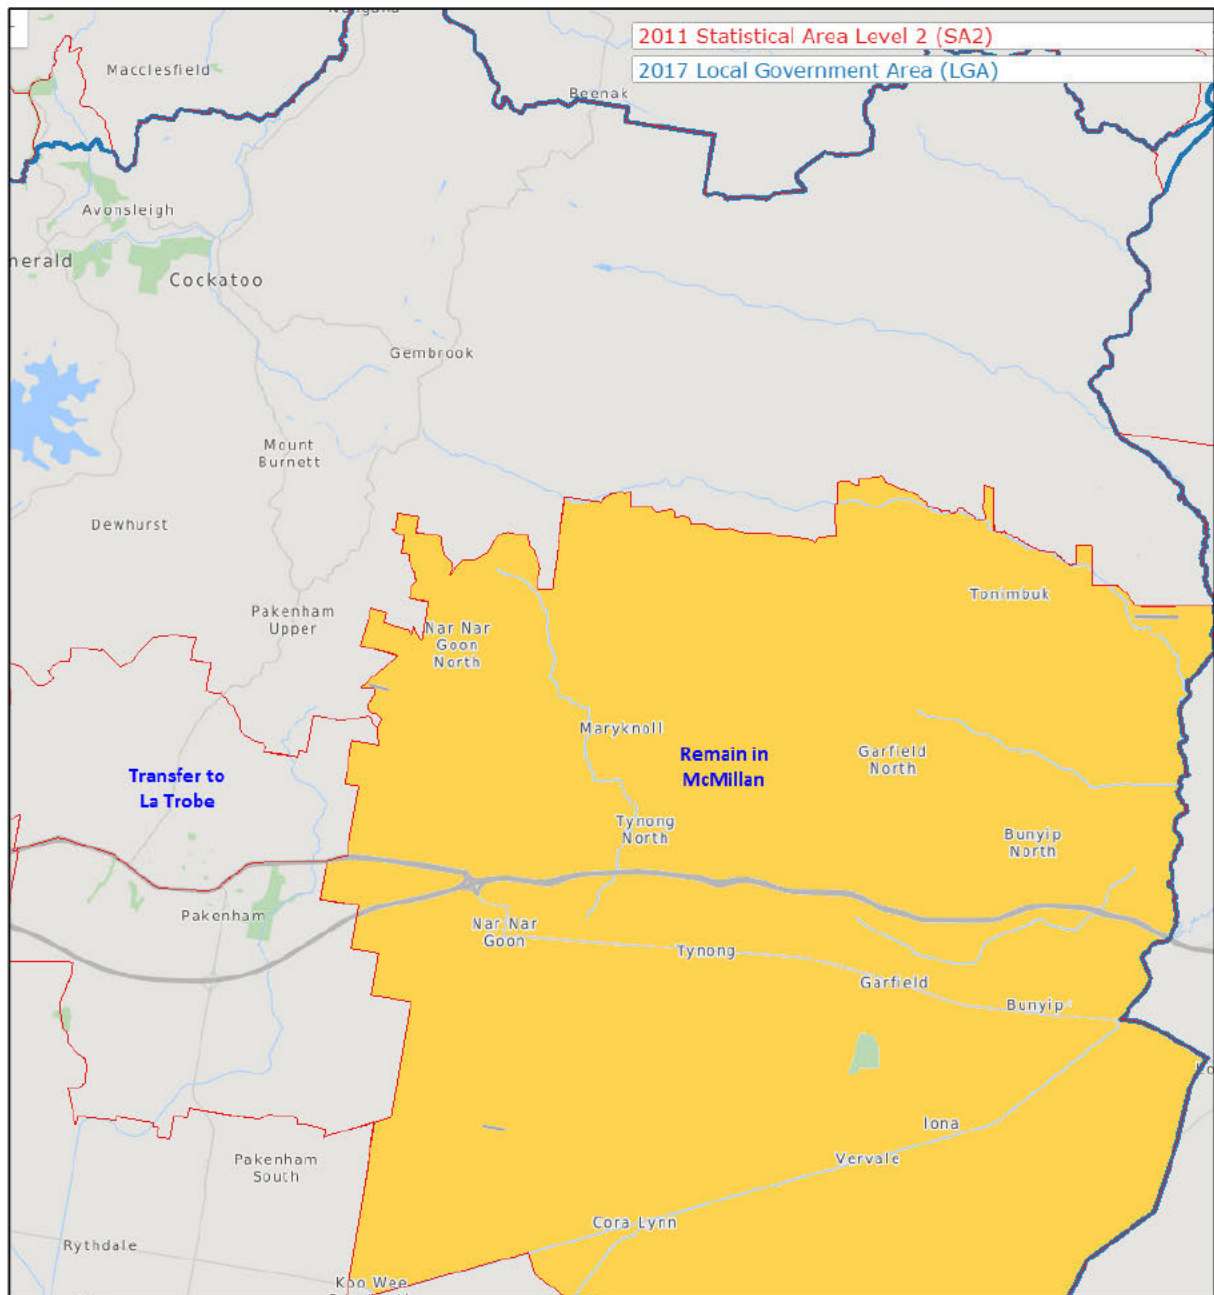 2011 Statistical Area Level 2 (SA2)
2017 Local Government Area (LGA)
Macclesfield
Beenak
Avonsleigh
Cockatoo
Gembrook
Mount
Burnett
Dewhurst
Pakenham
Upper
Nar Nar
Goon
North
Tonimbuk
Maryknoll
Remain in
McMillan
Garfield
North
Transfer to
La Trobe
Tynong
North
Bunyip
North
Pakenham
Nar Nar
Goon
Tynong
Garfield
Bunyip
Iona
Vervale
Pakenham
South
Cora Lynn
Rythdale
Koo Wee